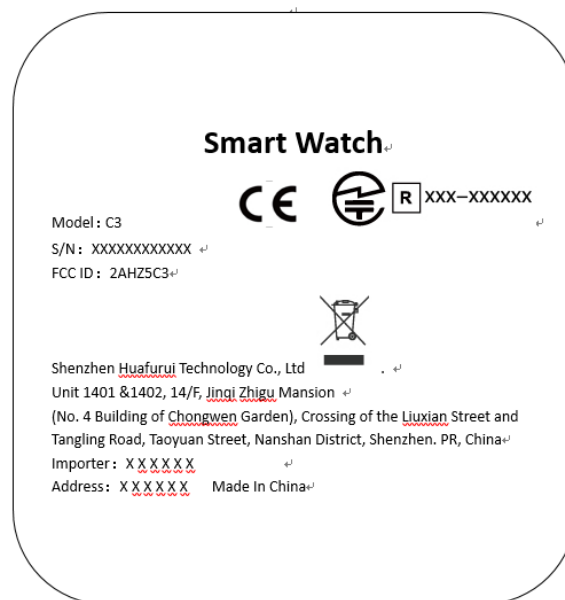 Smart Watch
CE R XXX–XXXXXX
Model：C3
S/N：XXXXXXXXXXXX
FCC ID：2AHZ5C3
Shenzhen Huafurui Technology Co., Ltd .
Unit 1401 &1402, 14/F, Jinqi Zhigu Mansion
(No. 4 Building of Chongwen Garden), Crossing of the Liuxian Street and
Tangling Road, Taoyuan Street, Nanshan District, Shenzhen. PR, China
Importer：X X X X X X
Address：X X X X X X Made In China